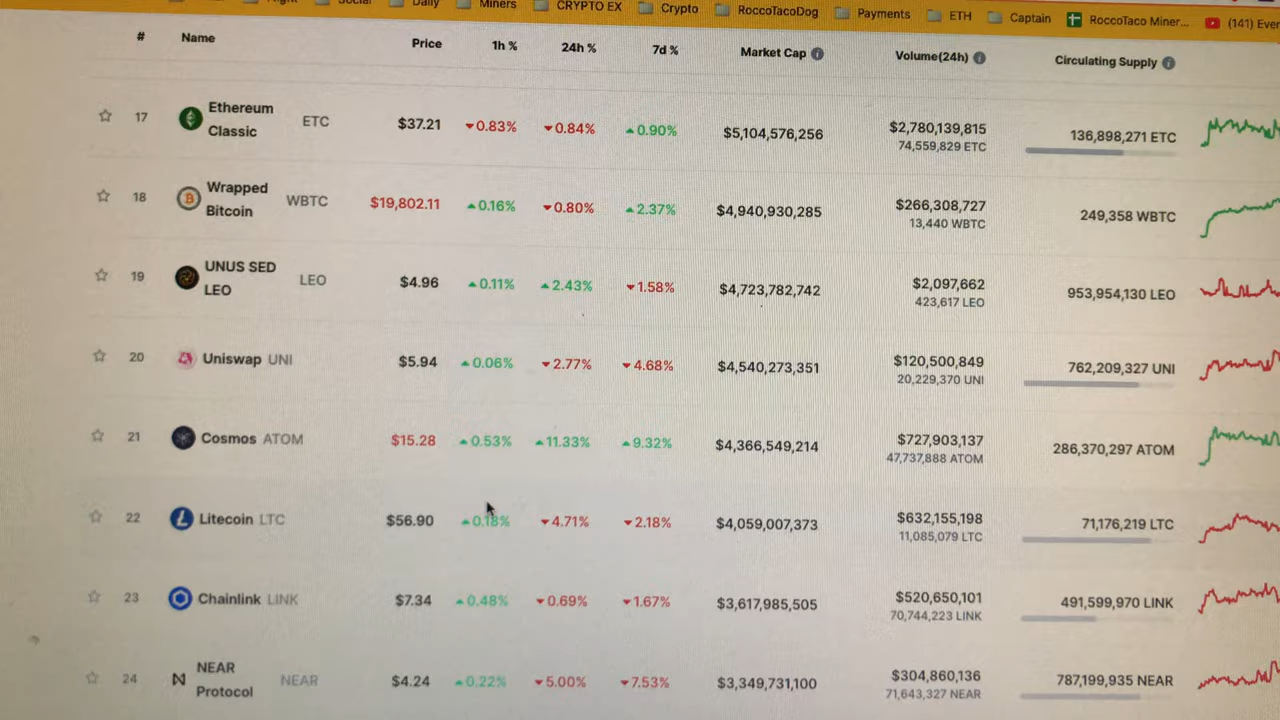 Social Daily Miners CRYPTO EX Crypto RoccoTacoDog Payments ETH Captain RoccoTaco Miner... (141) Ever
# Name Price 1h % 24h % 7d % Market Cap Volume(24h) Circulating Supply
17 Ethereum Classic ETC $37.21 0.83% 0.84% 0.90% $5,104,576,256 $2,780,139,815 136,898,271 ETC
74,559,829 ETC
18 Wrapped Bitcoin WBTC $19,802.11 0.16% 0.80% 2.37% $4,940,930,285 $266,308,727 249,358 WBTC
13,440 WBTC
19 UNUS SED LEO LEO $4.96 0.11% 2.43% 1.58% $4,723,782,742 $2,097,662 953,954,130 LEO
423,617 LEO
20 Uniswap UNI $5.94 0.06% 2.77% 4.68% $4,540,273,351 $120,500,849 762,209,327 UNI
20,229,370 UNI
21 Cosmos ATOM $15.28 0.53% 11.33% 9.32% $4,366,549,214 $727,903,137 286,370,297 ATOM
47,737,888 ATOM
22 Litecoin LTC $56.90 0.18% 4.71% 2.18% $4,059,007,373 $632,155,198 71,176,219 LTC
11,085,079 LTC
23 Chainlink LINK $7.34 0.48% 0.69% 1.67% $3,617,985,505 $520,650,101 491,599,970 LINK
70,744,223 LINK
24 NEAR Protocol NEAR $4.24 0.22% 5.00% 7.53% $3,349,731,100 $304,860,136 787,199,935 NEAR
71,643,327 NEAR